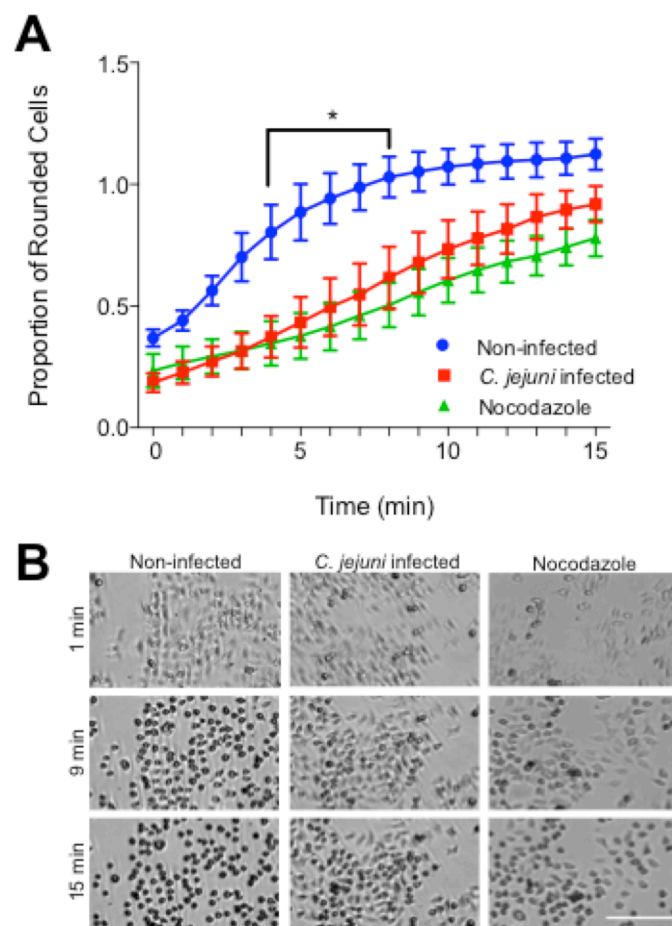 A
1.5
1.0
0.5
0.0
Proportion of Rounded Cells
*
Non-infected
C. jejuni infected
Nocodazole
0 5 10 15
Time (min)
B
Non-infected C. jejuni infected Nocodazole
1 min
9 min
15 min